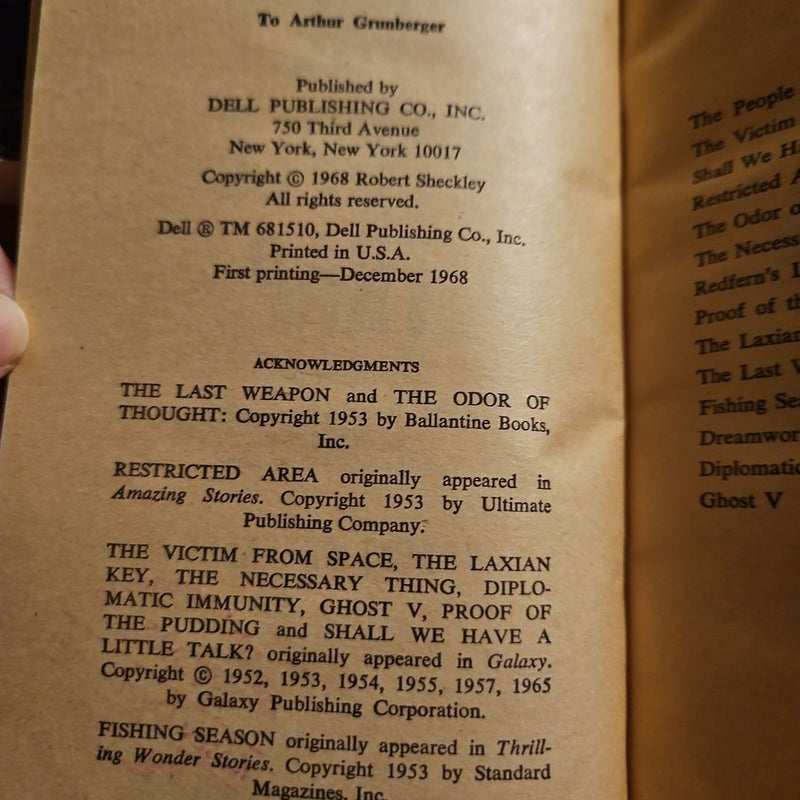 To Arthur Grunberger
Published by
DELL PUBLISHING CO., INC.
750 Third Avenue
New York, New York 10017
Copyright © 1968 Robert Sheckley
All rights reserved.
Dell ® TM 681510, Dell Publishing Co., Inc.
Printed in U.S.A.
First printing—December 1968
ACKNOWLEDGMENTS
THE LAST WEAPON and THE ODOR OF
THOUGHT: Copyright 1953 by Ballantine Books,
Inc.
RESTRICTED AREA originally appeared in
Amazing Stories. Copyright 1953 by Ultimate
Publishing Company.
THE VICTIM FROM SPACE, THE LAXIAN
KEY, THE NECESSARY THING, DIPLO-
MATIC IMMUNITY, GHOST V, PROOF OF
THE PUDDING and SHALL WE HAVE A
LITTLE TALK? originally appeared in Galaxy.
Copyright © 1952, 1953, 1954, 1955, 1957, 1965
by Galaxy Publishing Corporation.
FISHING SEASON originally appeared in Thrill-
ing Wonder Stories. Copyright 1953 by Standard
Magazines, Inc.
The People
The Victim
Shall We Ha
Restricted A
The Odor o
The Necess
Redfern's
Proof of th
The Laxian
The Last
Fishing Sea
Dreamwor
Diplomatic
Ghost V